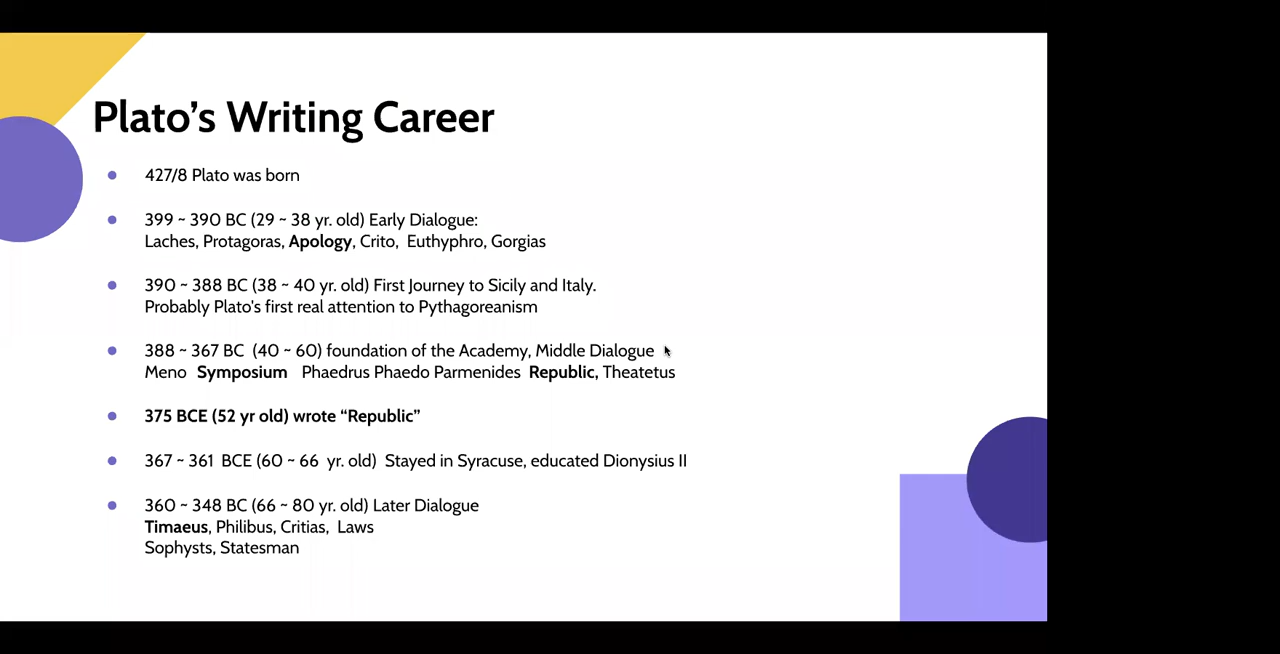 Plato's Writing Career
427/8 Plato was born
399 ~ 390 BC (29 ~ 38 yr. old) Early Dialogue:
Laches, Protagoras, Apology, Crito, Euthyphro, Gorgias
390 ~ 388 BC (38 ~ 40 yr. old) First Journey to Sicily and Italy.
Probably Plato's first real attention to Pythagoreanism
388 ~ 367 BC (40 ~ 60) foundation of the Academy, Middle Dialogue
Meno Symposium Phaedrus Phaedo Parmenides Republic, Theatetus
375 BCE (52 yr old) wrote “Republic”
367 ~ 361 BCE (60 ~ 66 yr. old) Stayed in Syracuse, educated Dionysius II
360 ~ 348 BC (66 ~ 80 yr. old) Later Dialogue
Timaeus, Philibus, Critias, Laws
Sophysts, Statesman